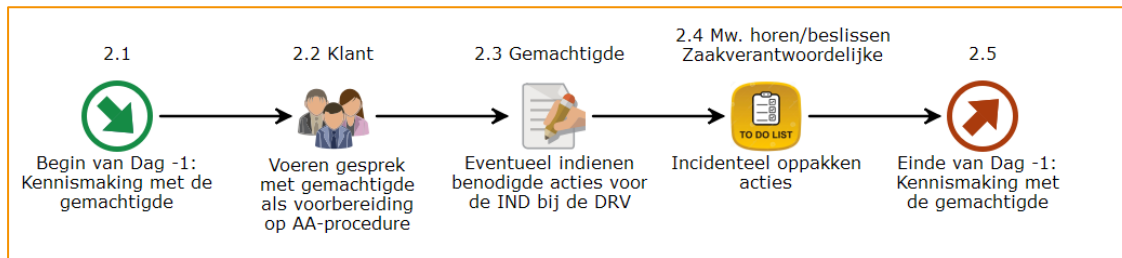 2.1
2.2 Klant
2.3 Gemachtigde
2.4 Mw. horen/beslissen
Zaakverantwoordelijke
2.5
TO DO LIST
Begin van Dag -1:
Kennismaking met de
gemachtigde
Voeren gesprek
met gemachtigde
als voorbereiding
op AA-procedure
Eventueel indienen
benodigde acties voor
de IND bij de DRV
Incidenteel oppakken
acties
Einde van Dag -1:
Kennismaking met
de gemachtigde